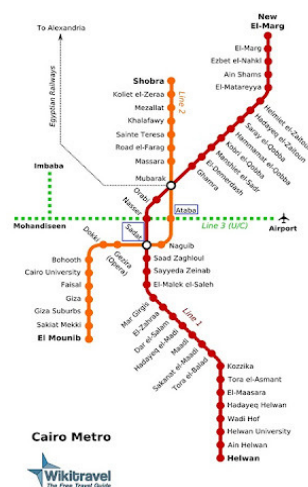 To Alexandria
Egyptian Railways
New
El-Marg
El-Marg
Ezbet el-Nahkl
Ain Shams
El-Matareyya
Helmiet el-Zaitoun
Hadayeq el-Zaitoun
Saray el-Qobba
Hammamat el-Qobba
Kobri el-Qobba
Manshiet el-Sadr
El-Demerdash
Ghamra
Shobra
Line 2
Koliet el-Zeraa
Mezallat
Khalafawy
Sainte Teresa
Road el-Farag
Massara
Mubarak
Orabi
Nasser
Imbaba
Mohandiseen
Ataba
Line 3 (U/C)
Airport
Sadat
Naguib
Dokki
Gezira
(Opera)
Bohooth
Cairo University
Faisal
Giza
Giza Suburbs
Sakiat Mekki
El Mounib
Saad Zaghloul
Sayyeda Zeinab
El-Malek el-Saleh
Mar Girgis
El-Zahraa
Dar el-Salam
Hadayeq el-Madi
Maadi
Sakanat el-Maadi
Tora el-Balad
Line 1
Kozzika
Tora el-Asmant
El-Maasara
Hadayeq Helwan
Wadi Hof
Helwan University
Ain Helwan
Helwan
Cairo Metro
Wikitravel
The Free Travel Guide